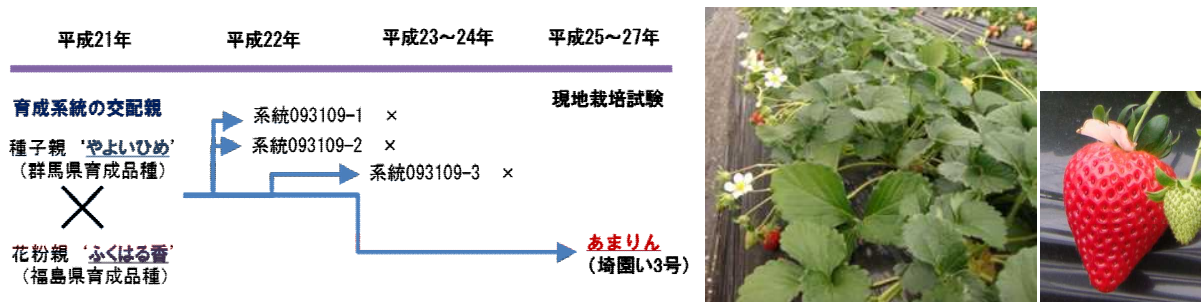 平成21年
平成22年
平成23～24年
平成25～27年
育成系統の交配親
現地栽培試験
系統093109-1 ×
種子親 ‘やよいひめ’
系統093109-2 ×
（群馬県育成品種）
系統093109-3 ×
花粉親 ‘ふくはる香’
（福島県育成品種）
あまりん
（埼園い3号）